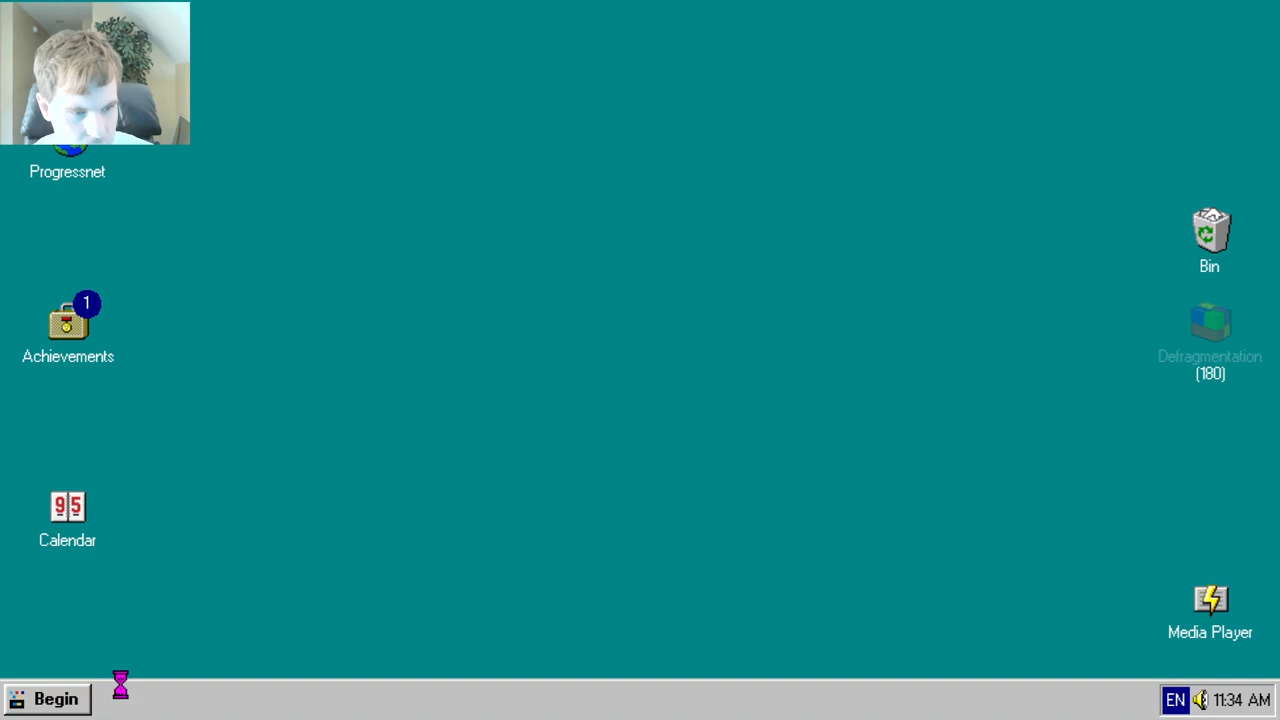 Progressnet
Bin
1
Achievements
Defragmentation
(180)
95
Calendar
Media Player
Begin
EN
11:34 AM